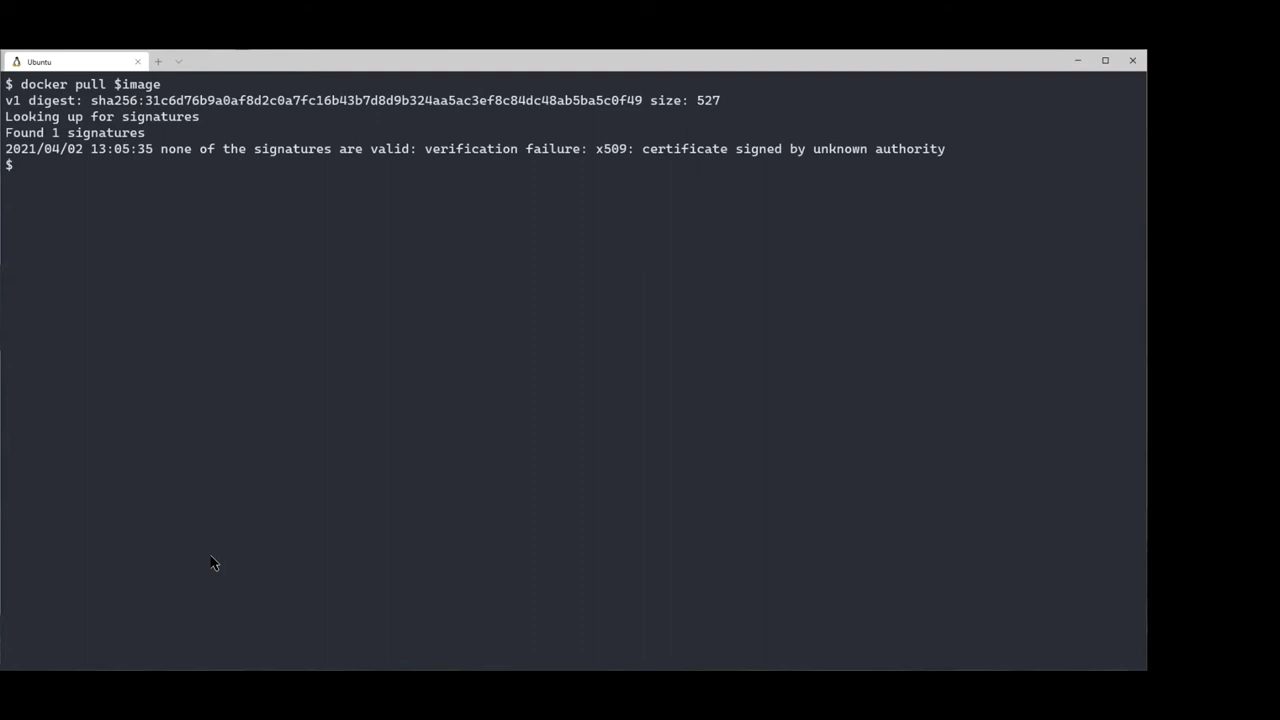 Ubuntu
$ docker pull $image
v1 digest: sha256:31c6d76b9a0af8d2c0a7fc16b43b7d8d9b324aa5ac3ef8c84dc48ab5ba5c0f49 size: 527
Looking up for signatures
Found 1 signatures
2021/04/02 13:05:35 none of the signatures are valid: verification failure: x509: certificate signed by unknown authority
$